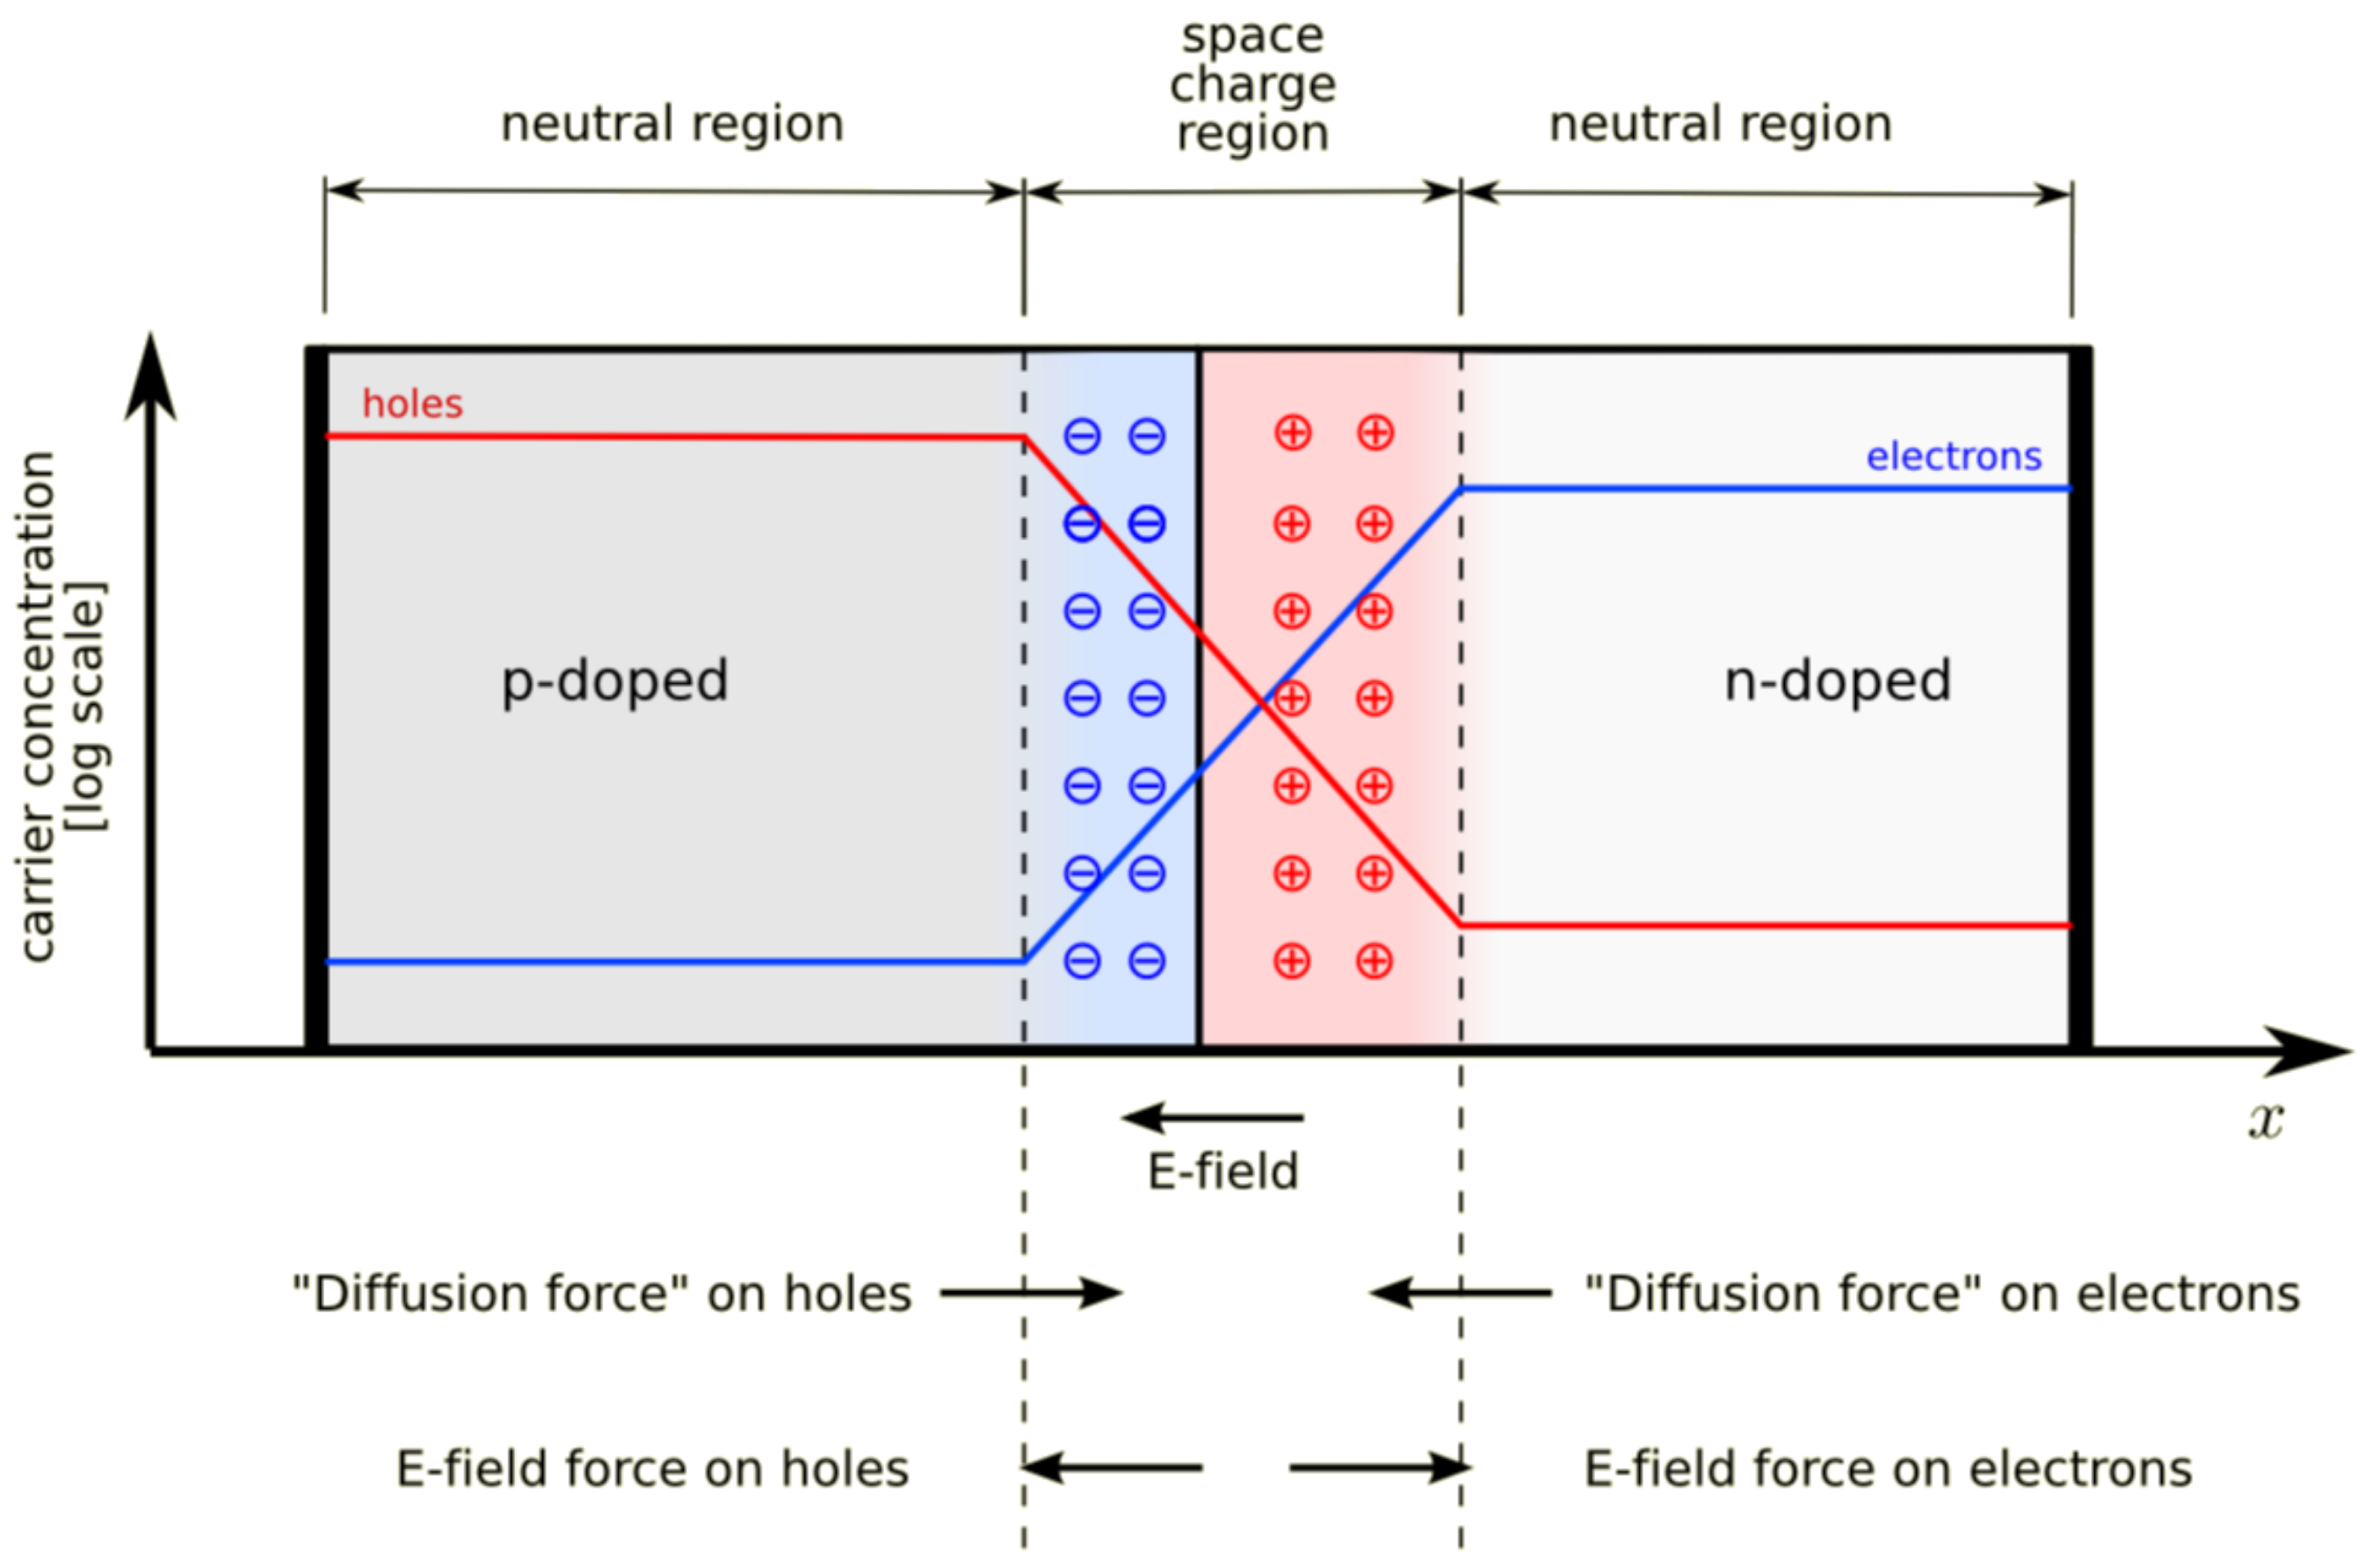 space
charge
region
neutral region
neutral region
holes
electrons
carrier concentration
[log scale]
p-doped
n-doped
x
E-field
"Diffusion force" on holes
"Diffusion force" on electrons
E-field force on holes
E-field force on electrons